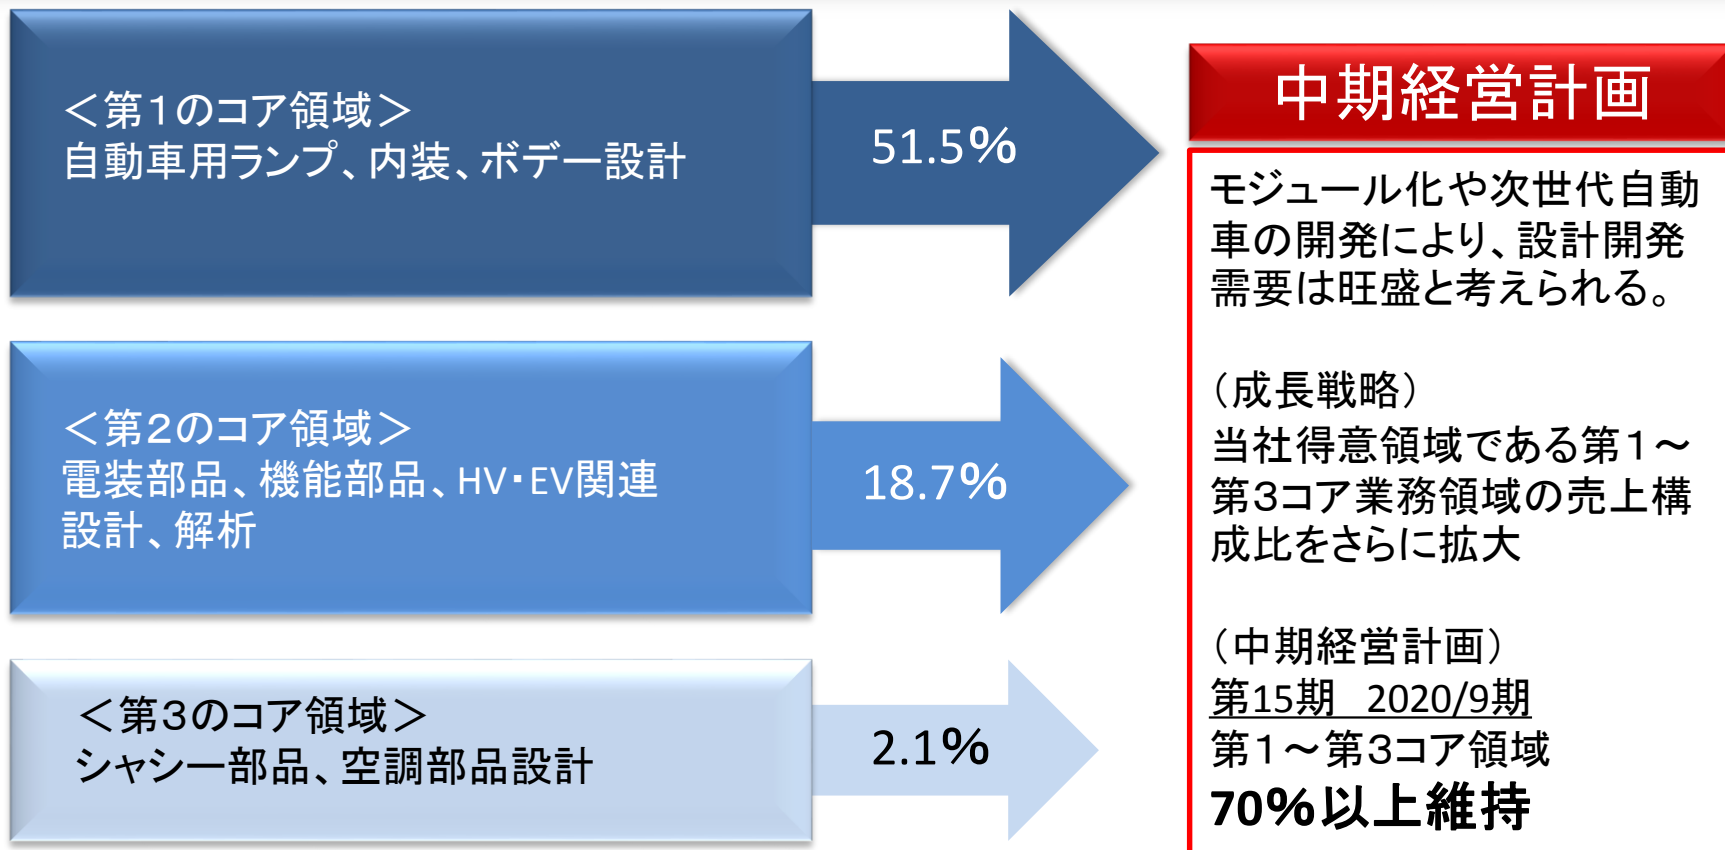 ＜第１のコア領域＞
自動車用ランプ、内装、ボデー設計
51.5%
＜第２のコア領域＞
電装部品、機能部品、HV・EV関連
設計、解析
18.7%
＜第３のコア領域＞
シャシー部品、空調部品設計
2.1%
中期経営計画
モジュール化や次世代自動
車の開発により、設計開発
需要は旺盛と考えられる。
（成長戦略）
当社得意領域である第１～
第３コア業務領域の売上構
成比をさらに拡大
（中期経営計画）
第15期　2020/9期
第１～第３コア領域
70%以上維持